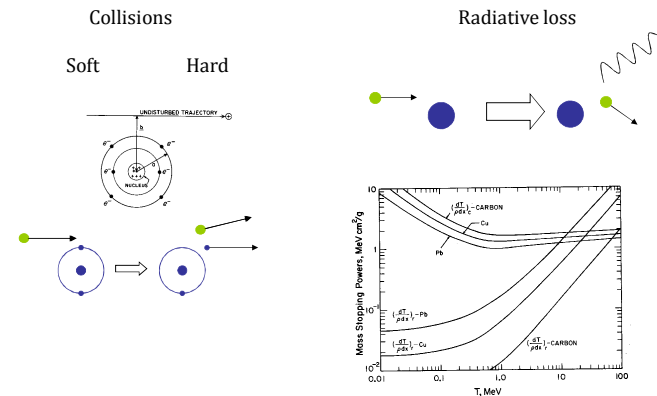 Collisions
Radiative loss
Soft
Hard
UNDISTURBED TRAJECTORY
b
e⁻ e⁻
a
e⁻ e⁻
NUCLEUS
e⁻ e⁻
Mass Stopping Powers, MeV cm²/g
10
(dT/ρdx)c-CARBON
Cu
Pb
1
10⁻¹
(-dT/ρdx)r-Pb
(-dT/ρdx)r-Cu
(-dT/ρdx)r-CARBON
10⁻²
0.01 0.1 1.0 10 100
T, MeV